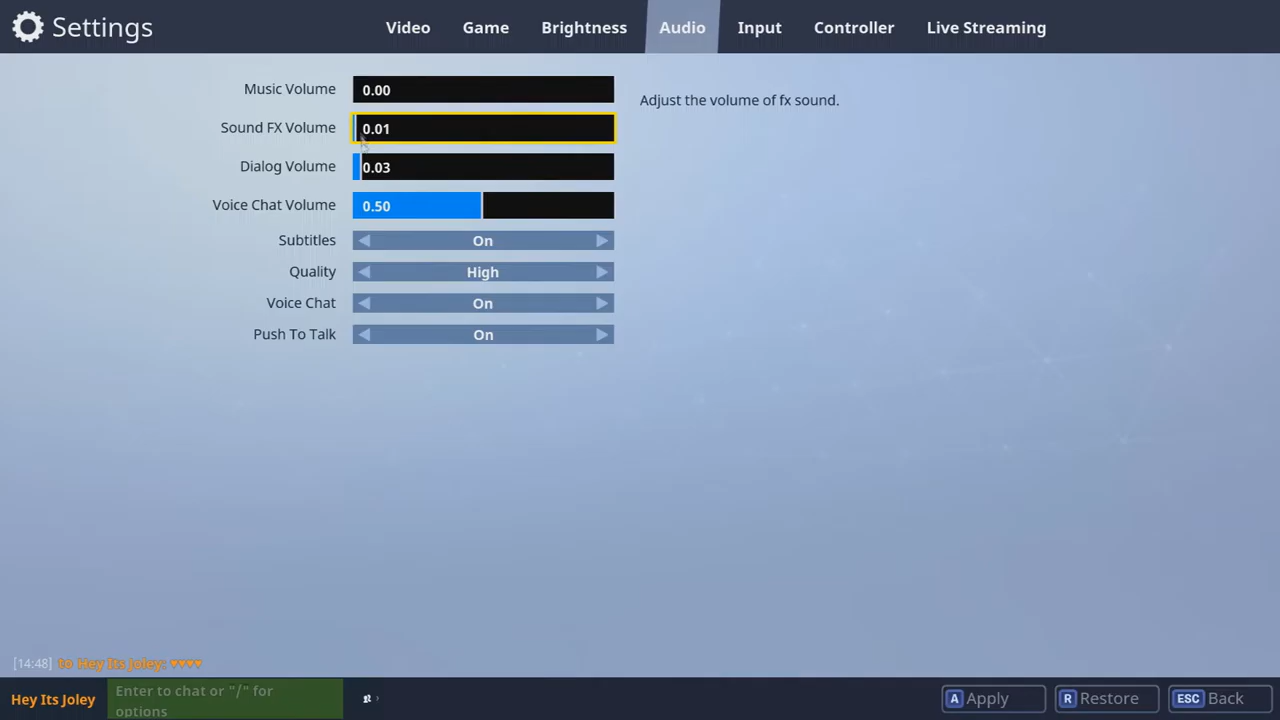 Settings
Video Game Brightness Audio Input Controller Live Streaming
Music Volume 0.00
Adjust the volume of fx sound.
Sound FX Volume 0.01
Dialog Volume 0.03
Voice Chat Volume 0.50
Subtitles On
Quality High
Voice Chat On
Push To Talk On
[14:48] to Hey Its Joley: ♥♥♥♥
Hey Its Joley
Enter to chat or "/" for
options
A Apply R Restore ESC Back